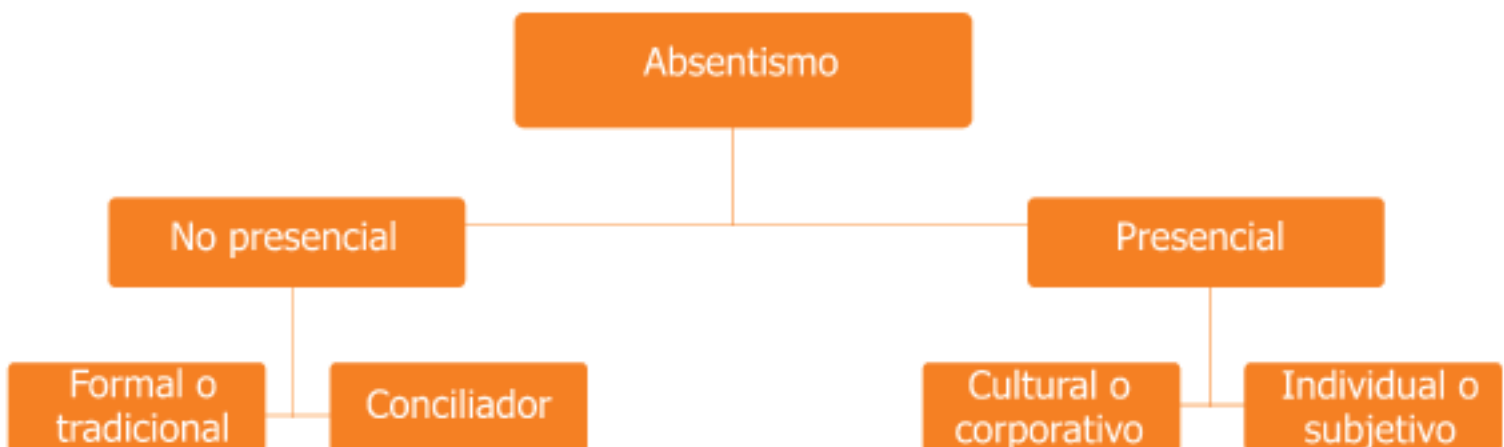 Absentismo
No presencial
Presencial
Formal o
tradicional
Conciliador
Cultural o
corporativo
Individual o
subjetivo